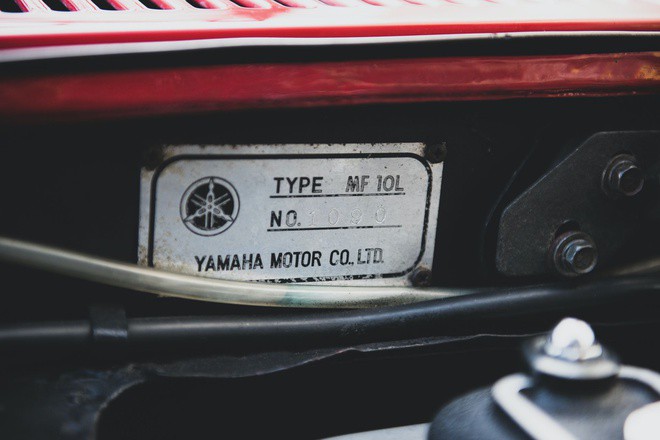 TYPE MF 10L
NO. 1090
YAMAHA MOTOR CO., LTD.